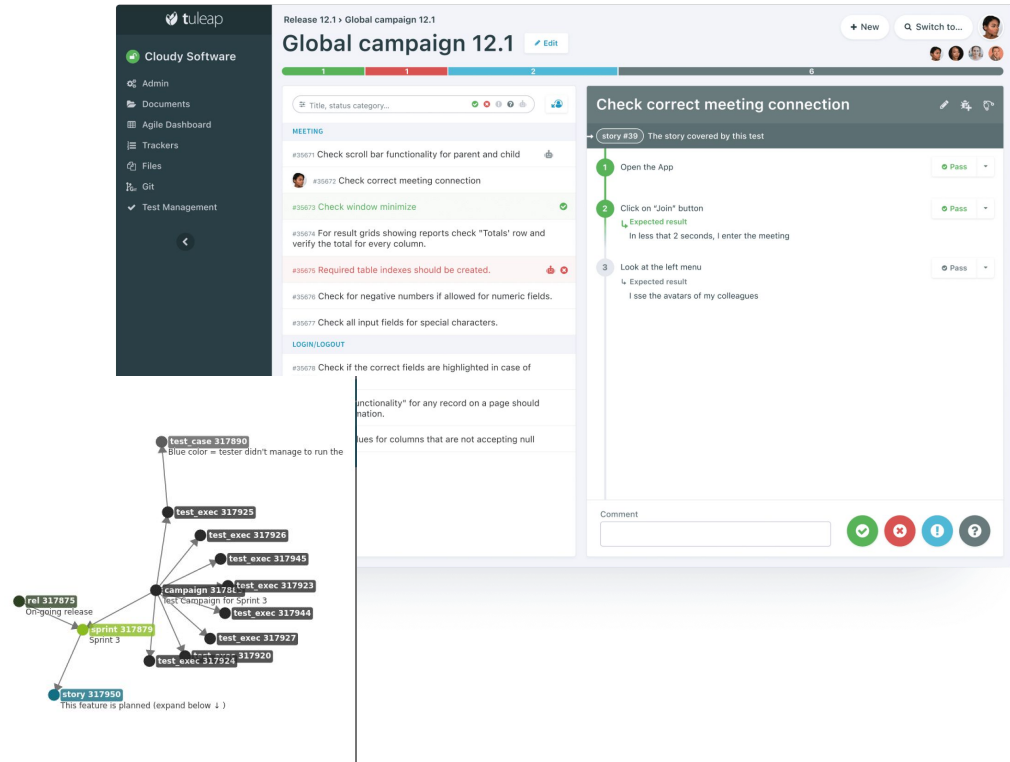 tuleap
Cloudy Software
Admin
Documents
Agile Dashboard
Trackers
Files
Git
Test Management
Release 12.1 › Global campaign 12.1
Global campaign 12.1
Edit
+ New
Switch to...
1
1
2
6
Title, status category...
MEETING
#35671 Check scroll bar functionality for parent and child
#35672 Check correct meeting connection
#35673 Check window minimize
#35674 For result grids showing reports check "Totals' row and
verify the total for every column.
#35675 Required table indexes should be created.
#35676 Check for negative numbers if allowed for numeric fields.
#35677 Check all input fields for special characters.
LOGIN/LOGOUT
#35678 Check if the correct fields are highlighted in case of
unctionality" for any record on a page should
nation.
lues for columns that are not accepting null
Check correct meeting connection
story #39 The story covered by this test
1 Open the App
Pass
2 Click on "Join" button
Pass
Expected result
In less that 2 seconds, I enter the meeting
3 Look at the left menu
Pass
Expected result
I sse the avatars of my colleagues
Comment
test_case 317890
Blue color = tester didn't manage to run the
test_exec 317925
test_exec 317926
test_exec 317945
test_exec 317923
campaign
Test Campaign for Sprint 3
rel 317875
On-going release
test_exec 317944
sprint 317879
Sprint 3
test_exec 317927
317920
test_exec 317924
story 317950
This feature is planned (expand below ↓ )